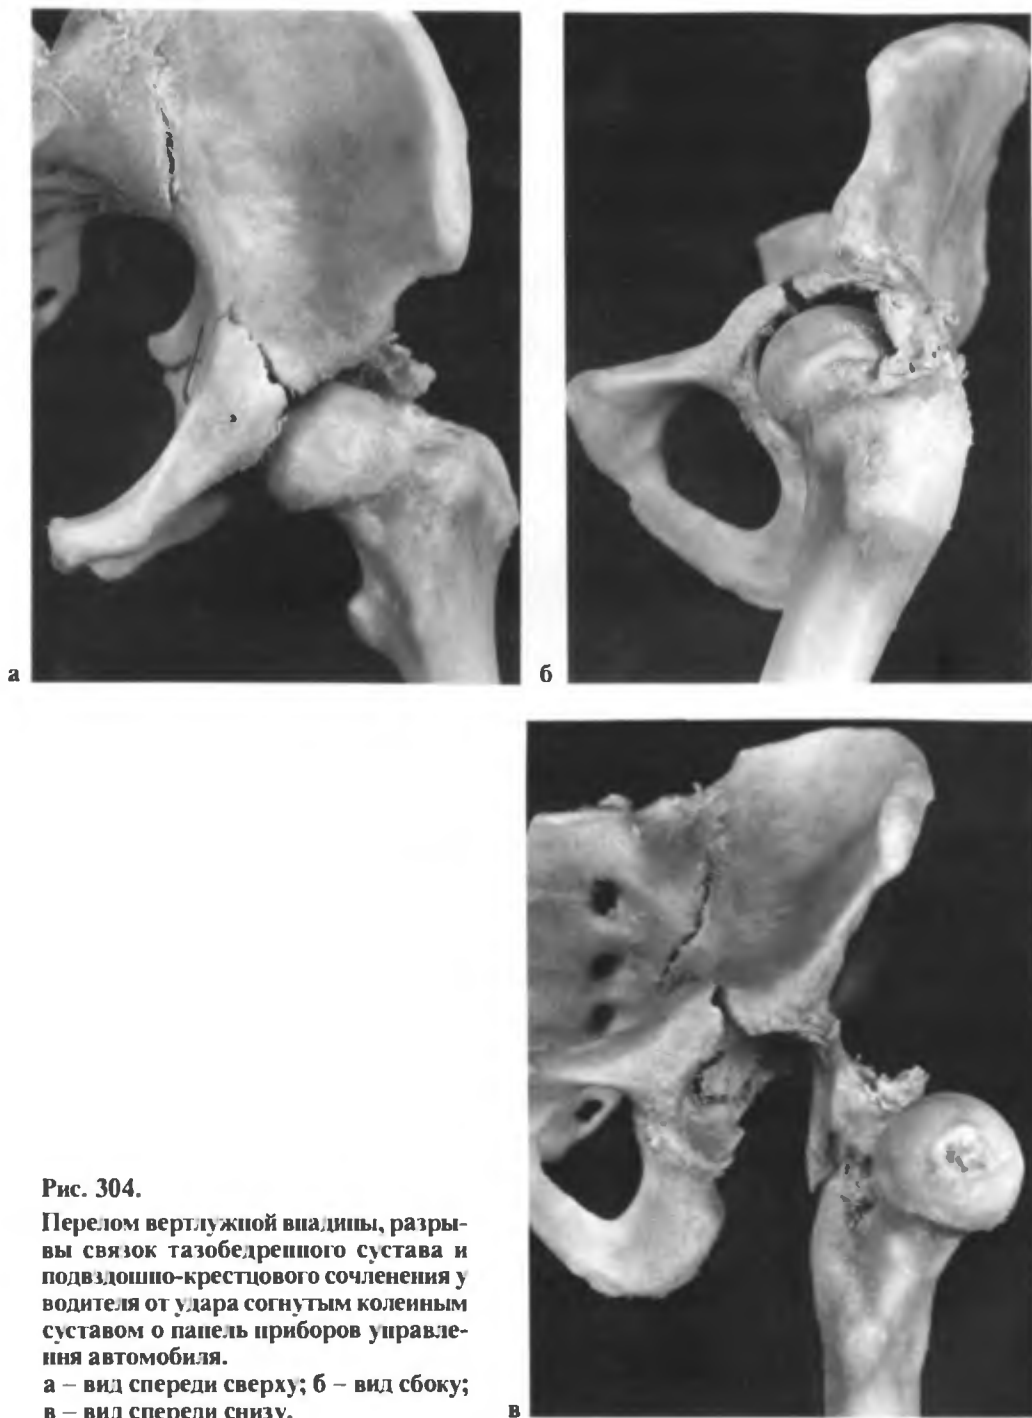 а
б
в
Рис. 304.
Перелом вертлужной впадины, разры-
вы связок тазобедренного сустава и
подвздошно-крестцового сочленения у
водителя от удара согнутым коленным
суставом о панель приборов управле-
ния автомобиля.
а – вид спереди сверху; б – вид сбоку;
в – вид спереди снизу.